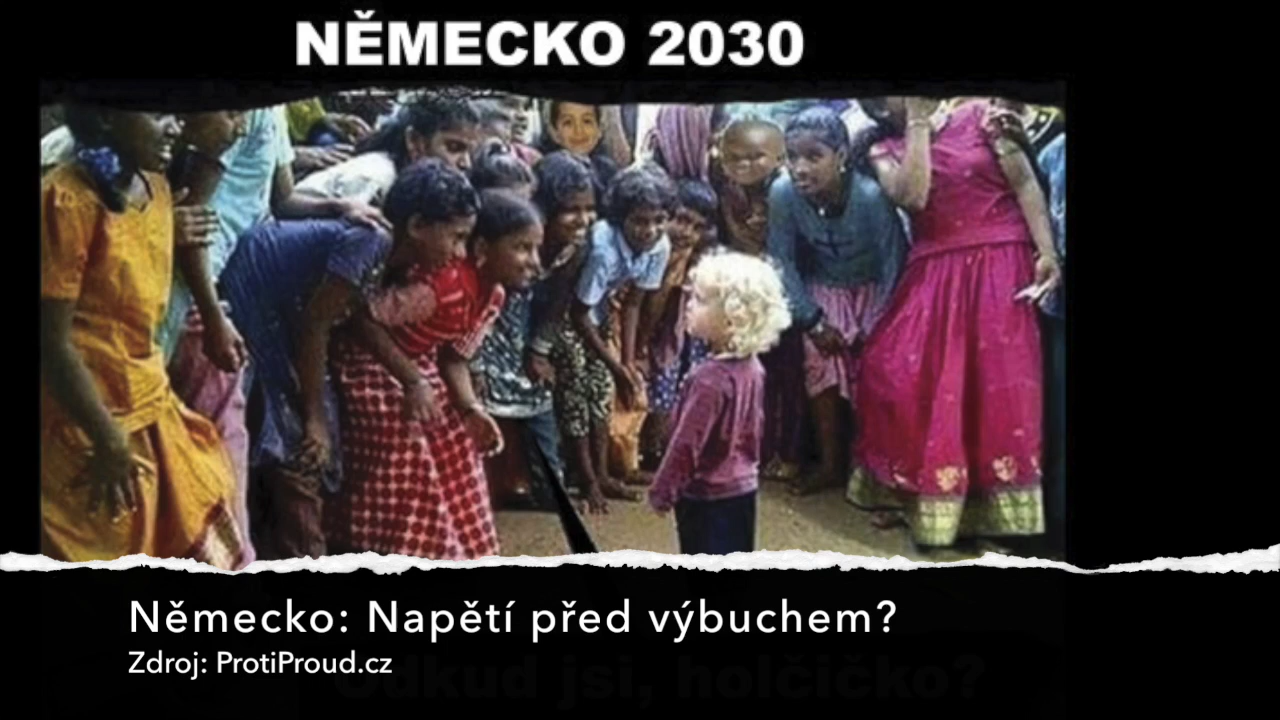 NĚMECKO 2030
Německo: Napětí před výbuchem?
Zdroj: ProtiProud.cz
Odkud jsi, holčičko?